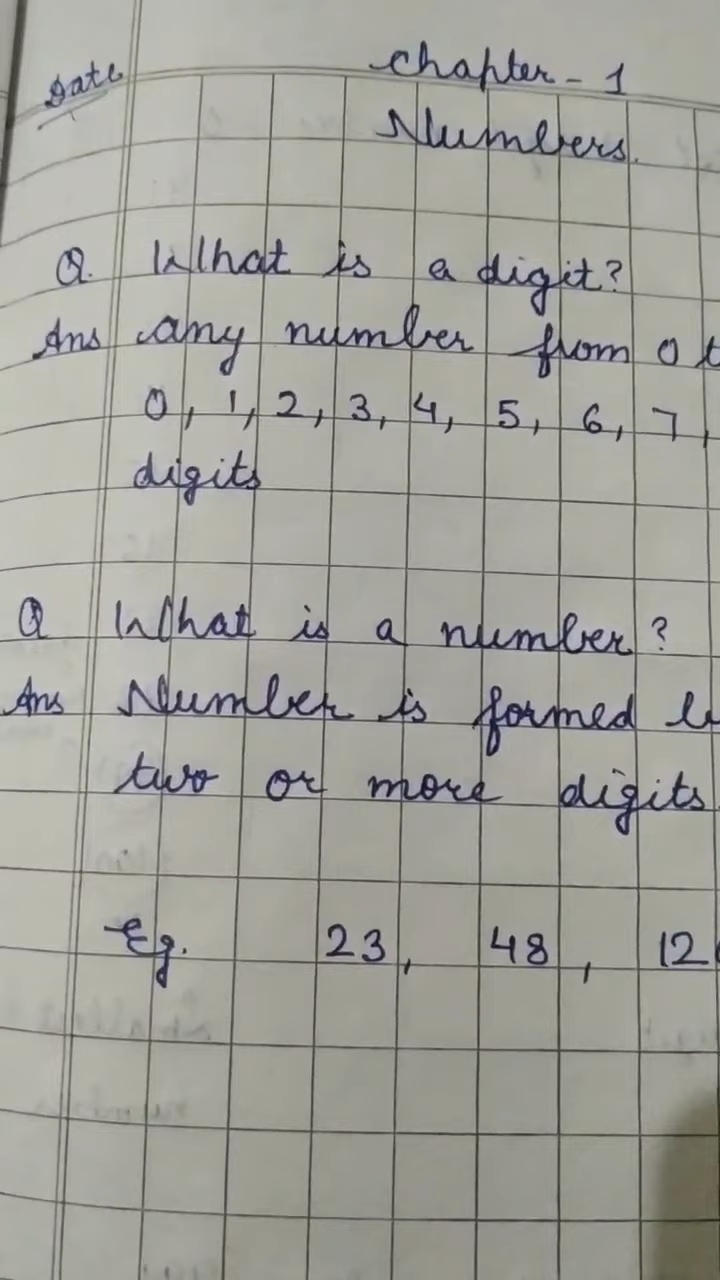 Date
Chapter - 1
Numbers.
Q. What is a digit?
Ans any number from 0 t
0, 1, 2, 3, 4, 5, 6, 7,
digits
Q What is a number?
Ans Number is formed
two or more digits
Eg. 23, 48, 12